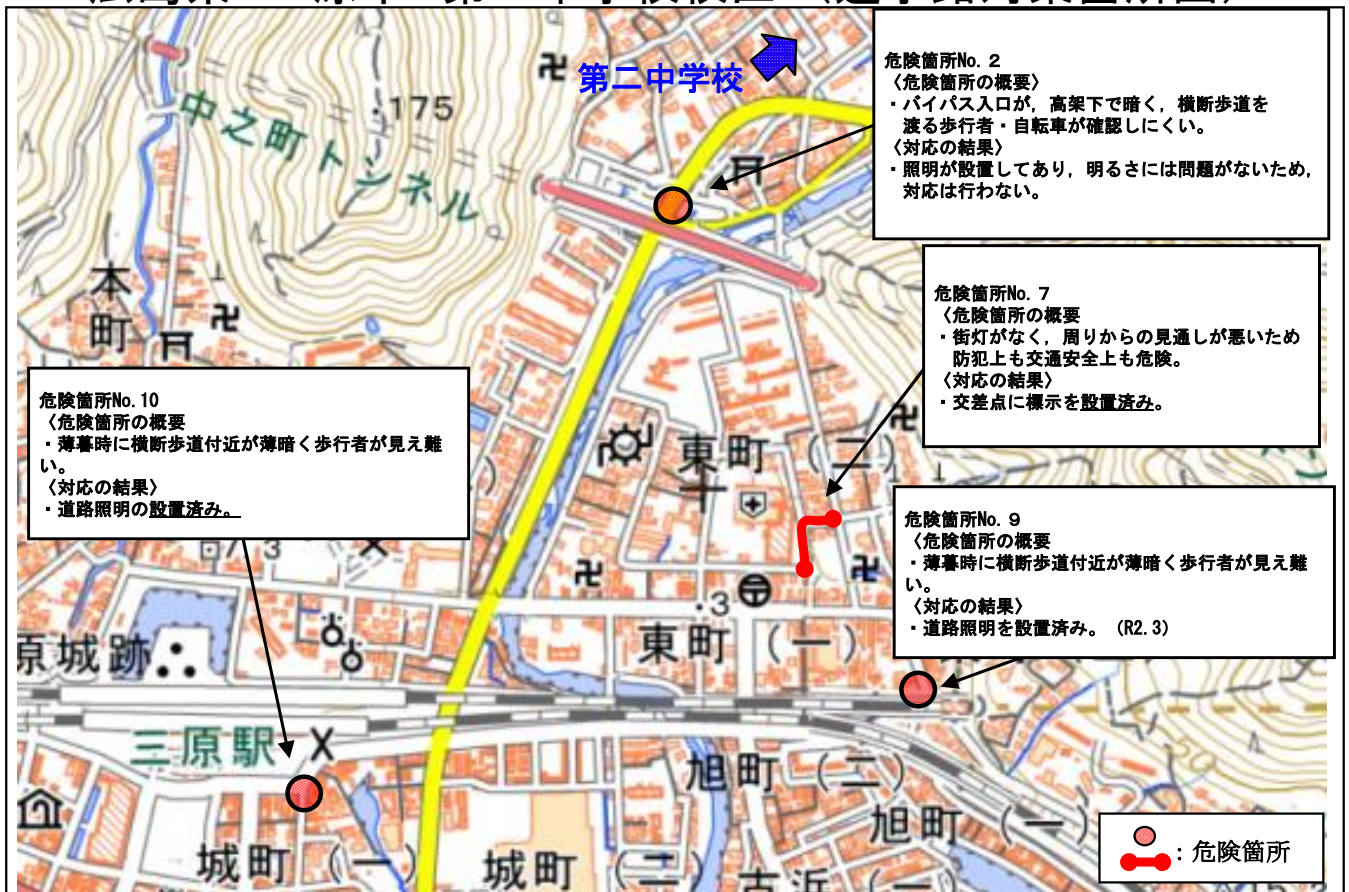 第二中学校
危険箇所No. 2
〈危険箇所の概要〉
・バイパス入口が，高架下で暗く，横断歩道を
渡る歩行者・自転車が確認しにくい。
〈対応の結果〉
・照明が設置してあり，明るさには問題がないため，
対応は行わない。
175
中之町トンネル
本町
危険箇所No. 7
〈危険箇所の概要
・街灯がなく，周りからの見通しが悪いため
防犯上も交通安全上も危険。
〈対応の結果〉
・交差点に標示を設置済み。
危険箇所No. 10
〈危険箇所の概要
・薄暮時に横断歩道付近が薄暗く歩行者が見え難
い。
〈対応の結果〉
・道路照明の設置済み。
東町（二）
危険箇所No. 9
〈危険箇所の概要
・薄暮時に横断歩道付近が薄暗く歩行者が見え難
い。
〈対応の結果〉
・道路照明を設置済み。（R2.3）
・3
東町（一）
原城跡
三原駅
旭町（二）
旭町（一）
城町（一）
城町（二）
古浜
：危険箇所